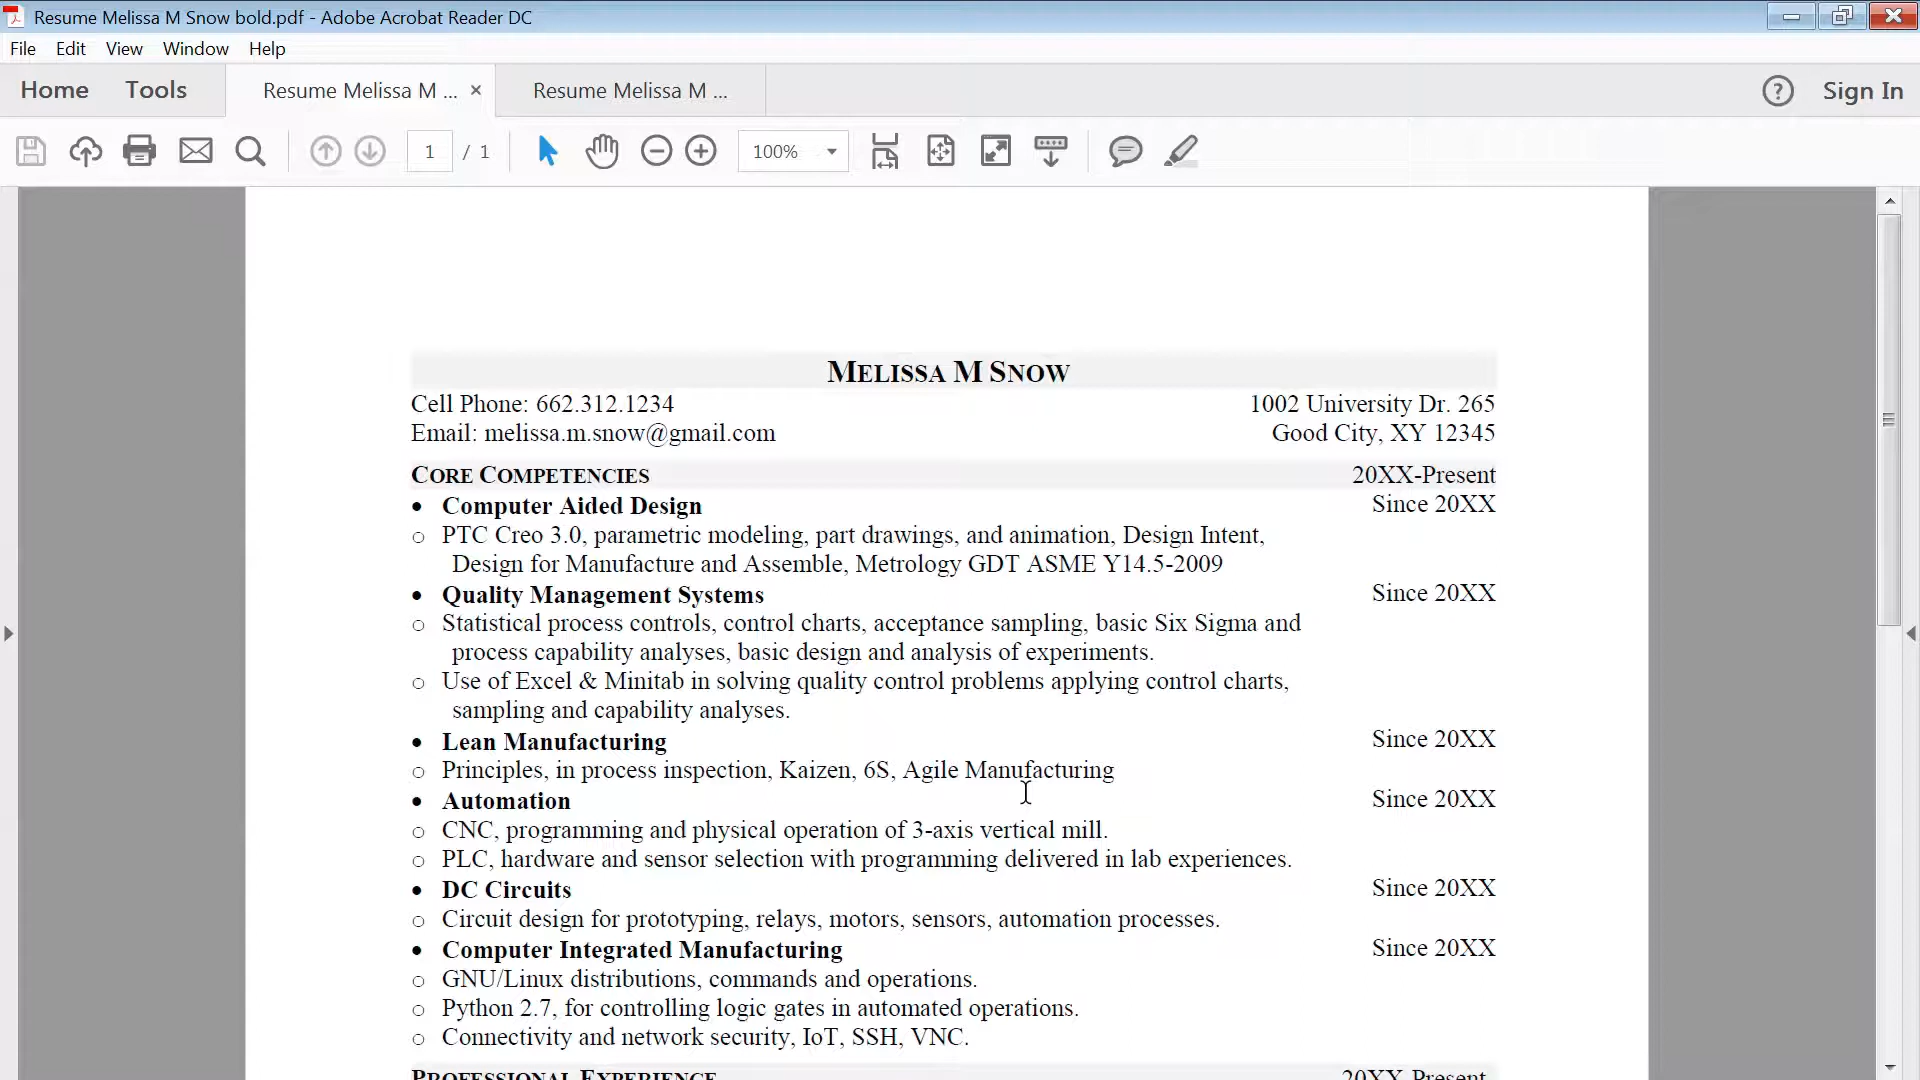 Resume Melissa M Snow bold.pdf - Adobe Acrobat Reader DC
File Edit View Window Help
Home Tools Resume Melissa M ... × Resume Melissa M ... ? Sign In
1 / 1 100%
MELISSA M SNOW
Cell Phone: 662.312.1234 1002 University Dr. 265
Email: melissa.m.snow@gmail.com Good City, XY 12345
CORE COMPETENCIES 20XX-Present
• Computer Aided Design Since 20XX
○ PTC Creo 3.0, parametric modeling, part drawings, and animation, Design Intent,
Design for Manufacture and Assemble, Metrology GDT ASME Y14.5-2009
• Quality Management Systems Since 20XX
○ Statistical process controls, control charts, acceptance sampling, basic Six Sigma and
process capability analyses, basic design and analysis of experiments.
○ Use of Excel & Minitab in solving quality control problems applying control charts,
sampling and capability analyses.
• Lean Manufacturing Since 20XX
○ Principles, in process inspection, Kaizen, 6S, Agile Manufacturing
• Automation Since 20XX
○ CNC, programming and physical operation of 3-axis vertical mill.
○ PLC, hardware and sensor selection with programming delivered in lab experiences.
• DC Circuits Since 20XX
○ Circuit design for prototyping, relays, motors, sensors, automation processes.
• Computer Integrated Manufacturing Since 20XX
○ GNU/Linux distributions, commands and operations.
○ Python 2.7, for controlling logic gates in automated operations.
○ Connectivity and network security, IoT, SSH, VNC.
PROFESSIONAL EXPERIENCE 20XX-Present